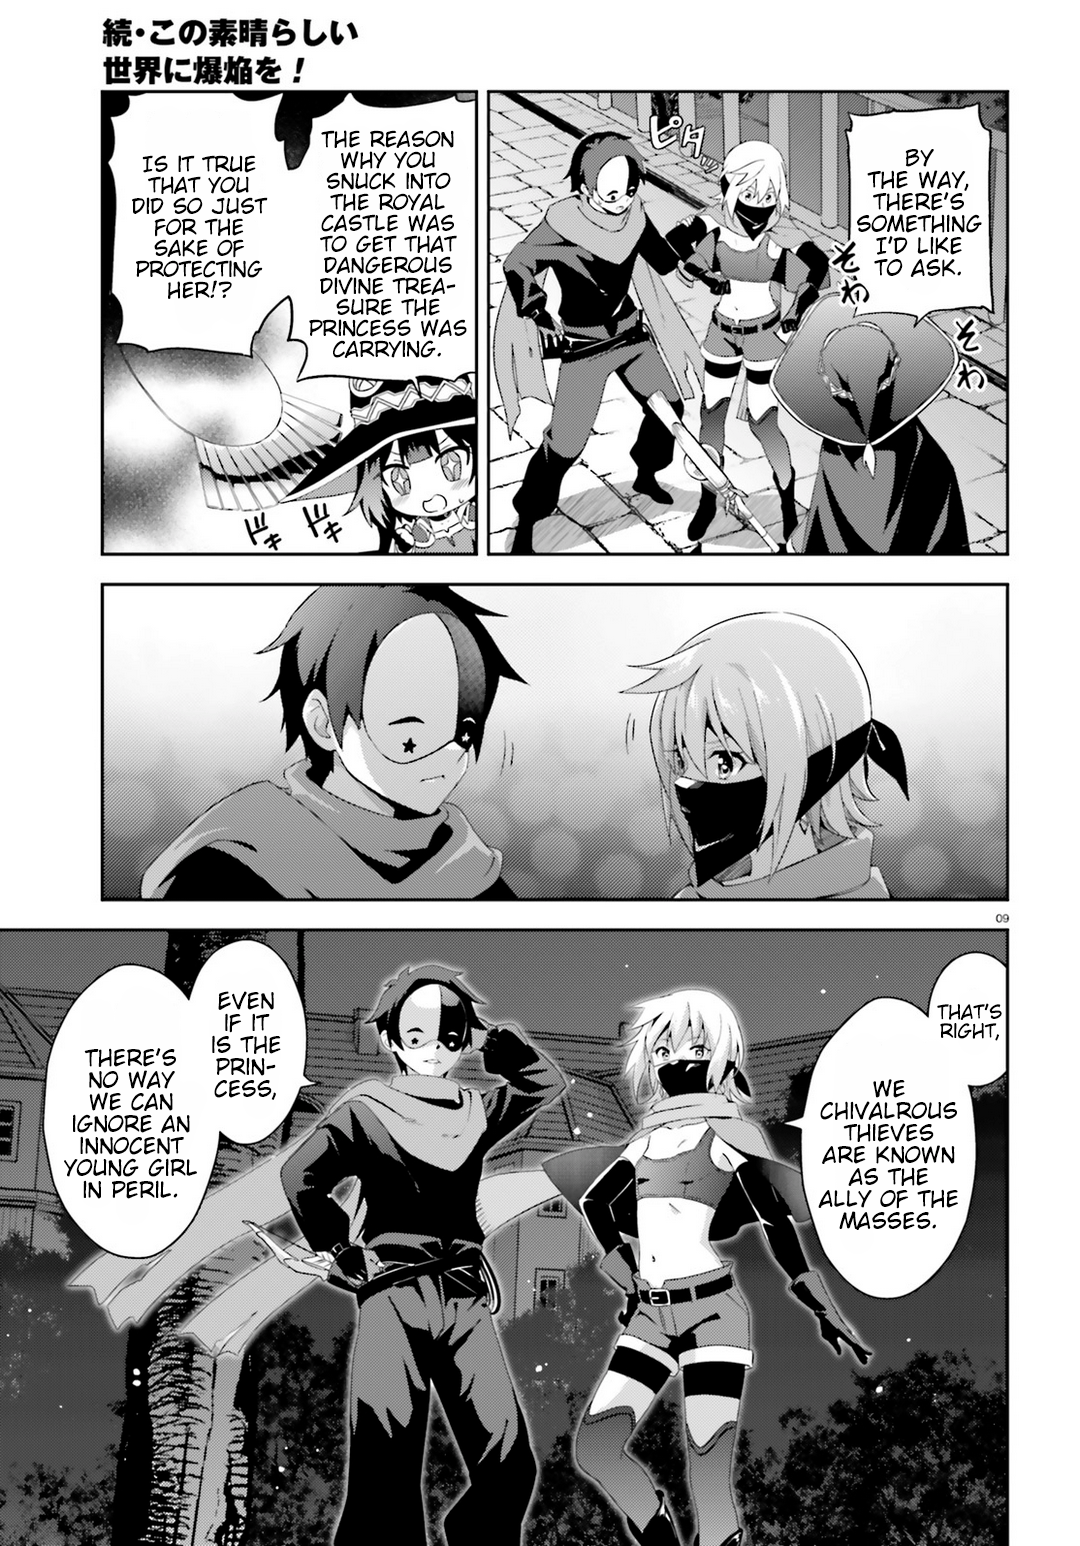 続・この素晴らしい
世界に爆焔を！
BY
THE WAY,
THERE'S
SOMETHING
I'D LIKE
TO ASK.
ピタッ
そわ
そわ
THE REASON
WHY YOU
SNUCK INTO
THE ROYAL
CASTLE WAS
TO GET THAT
DANGEROUS
DIVINE TREA-
SURE THE
PRINCESS WAS
CARRYING.
IS IT TRUE
THAT YOU
DID SO JUST
FOR THE
SAKE OF
PROTECTING
HER!?
ドキ
ドキ
09
THAT'S
RIGHT,
WE
CHIVALROUS
THIEVES
ARE KNOWN
AS THE
ALLY OF THE
MASSES.
EVEN
IF IT
IS THE
PRIN-
CESS,
THERE'S
NO WAY
WE CAN
IGNORE AN
INNOCENT
YOUNG GIRL
IN PERIL.